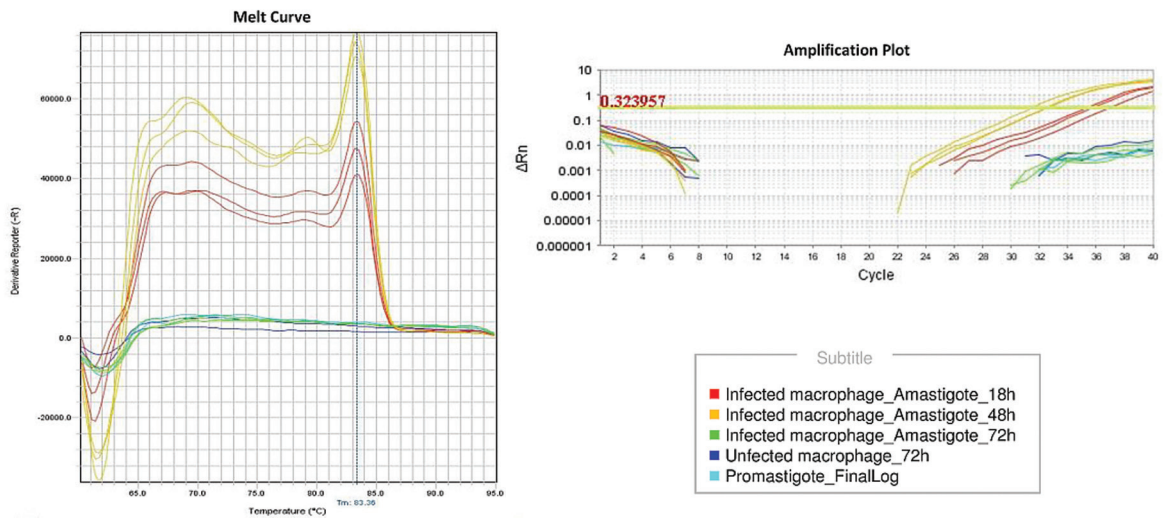 Melt Curve
Derivative Reporter (-R)
60000.0
20000.0
0.0
-20000.0
65.0 70.0 75.0 80.0 85.0 90.0 95.0
Tm: 83.36
Temperature (°C)
Amplification Plot
ΔRn
10
1
0.323957
0.1
0.01
0.001
0.0001
0.00001
0.000001
2 4 6 8 10 12 14 16 18 20 22 24 26 28 30 32 34 36 38 40
Cycle
Subtitle
Infected macrophage_Amastigote_18h
Infected macrophage_Amastigote_48h
Infected macrophage_Amastigote_72h
Unfected macrophage_72h
Promastigote_FinalLog